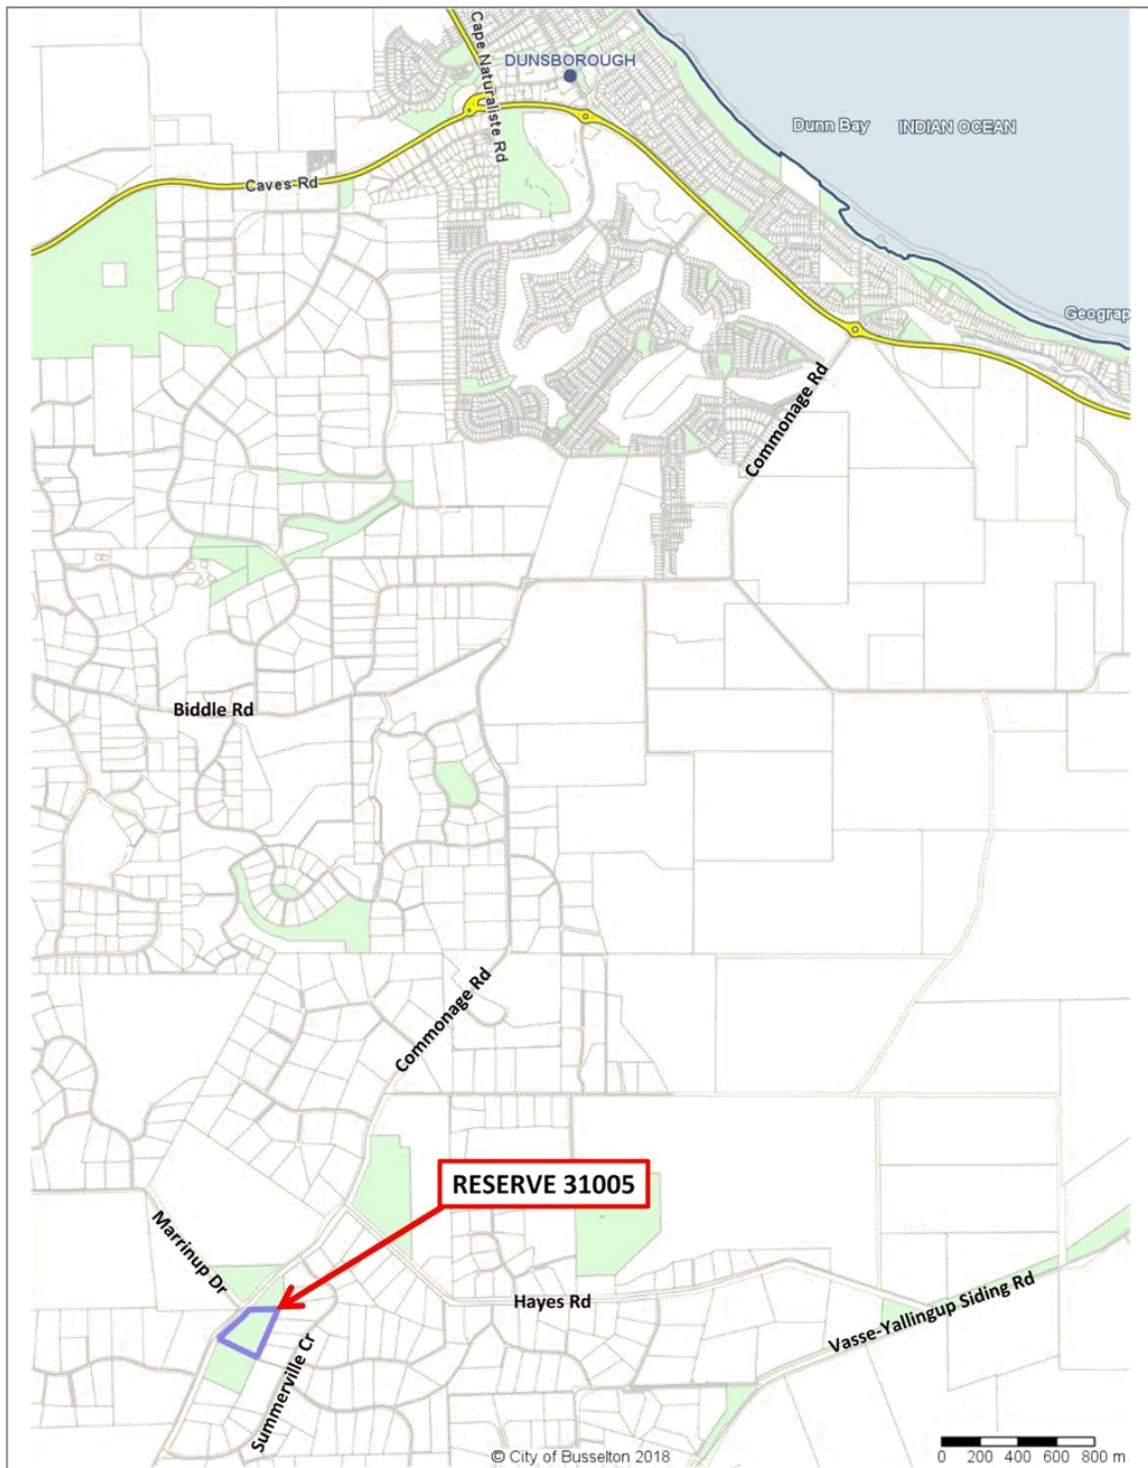 Cape Naturaliste Rd
DUNSBOROUGH
Dunn Bay
INDIAN OCEAN
Caves Rd
Geograp
Commonage Rd
Biddle Rd
Commonage Rd
RESERVE 31005
Marrinup Dr
Hayes Rd
Vasse-Yallingup Siding Rd
Summerville Cr
© City of Busselton 2018
0 200 400 600 800 m